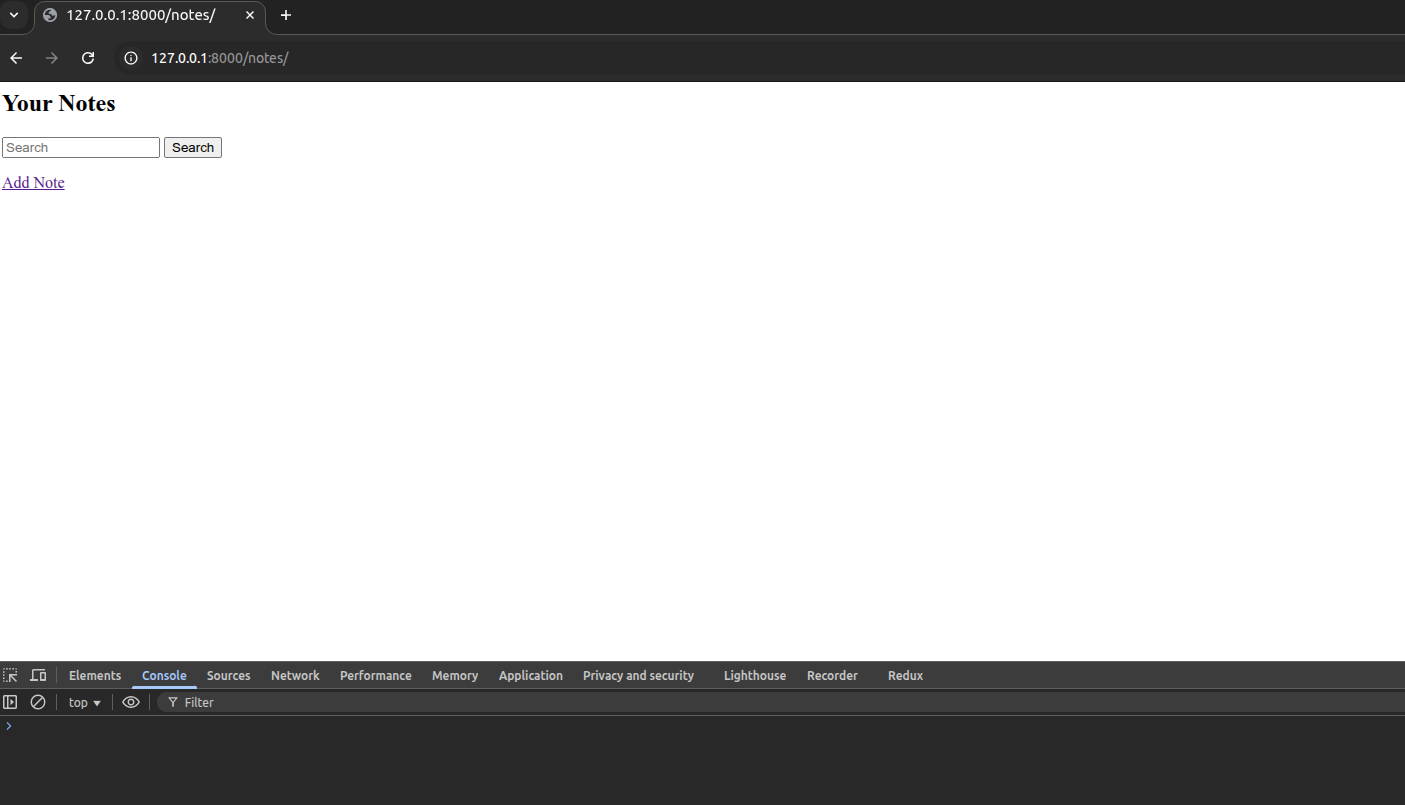 127.0.0.1:8000/notes/
127.0.0.1:8000/notes/
Your Notes
Search Search
Add Note
Elements Console Sources Network Performance Memory Application Privacy and security Lighthouse Recorder Redux
top Filter